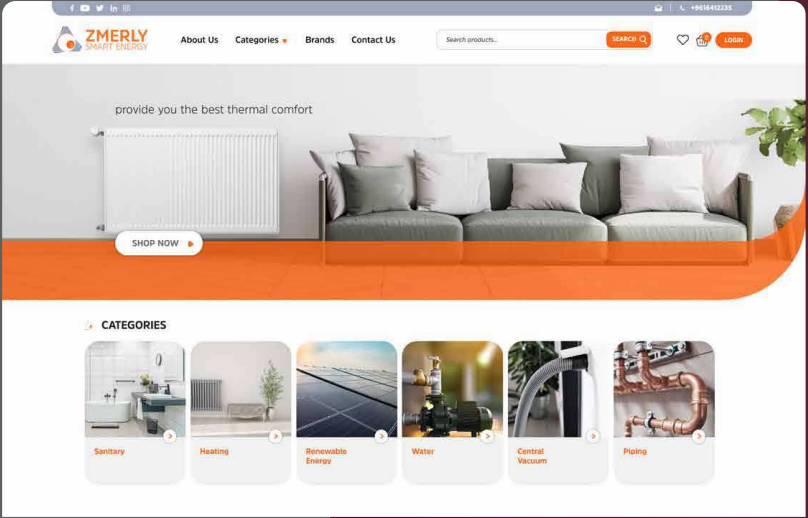 +9616412235
ZMERLY
SMART ENERGY
About Us
Categories
Brands
Contact Us
Search products...
SEARCH
0
LOGIN
provide you the best thermal comfort
SHOP NOW
CATEGORIES
Sanitary
Heating
Renewable
Energy
Water
Central
Vacuum
Piping